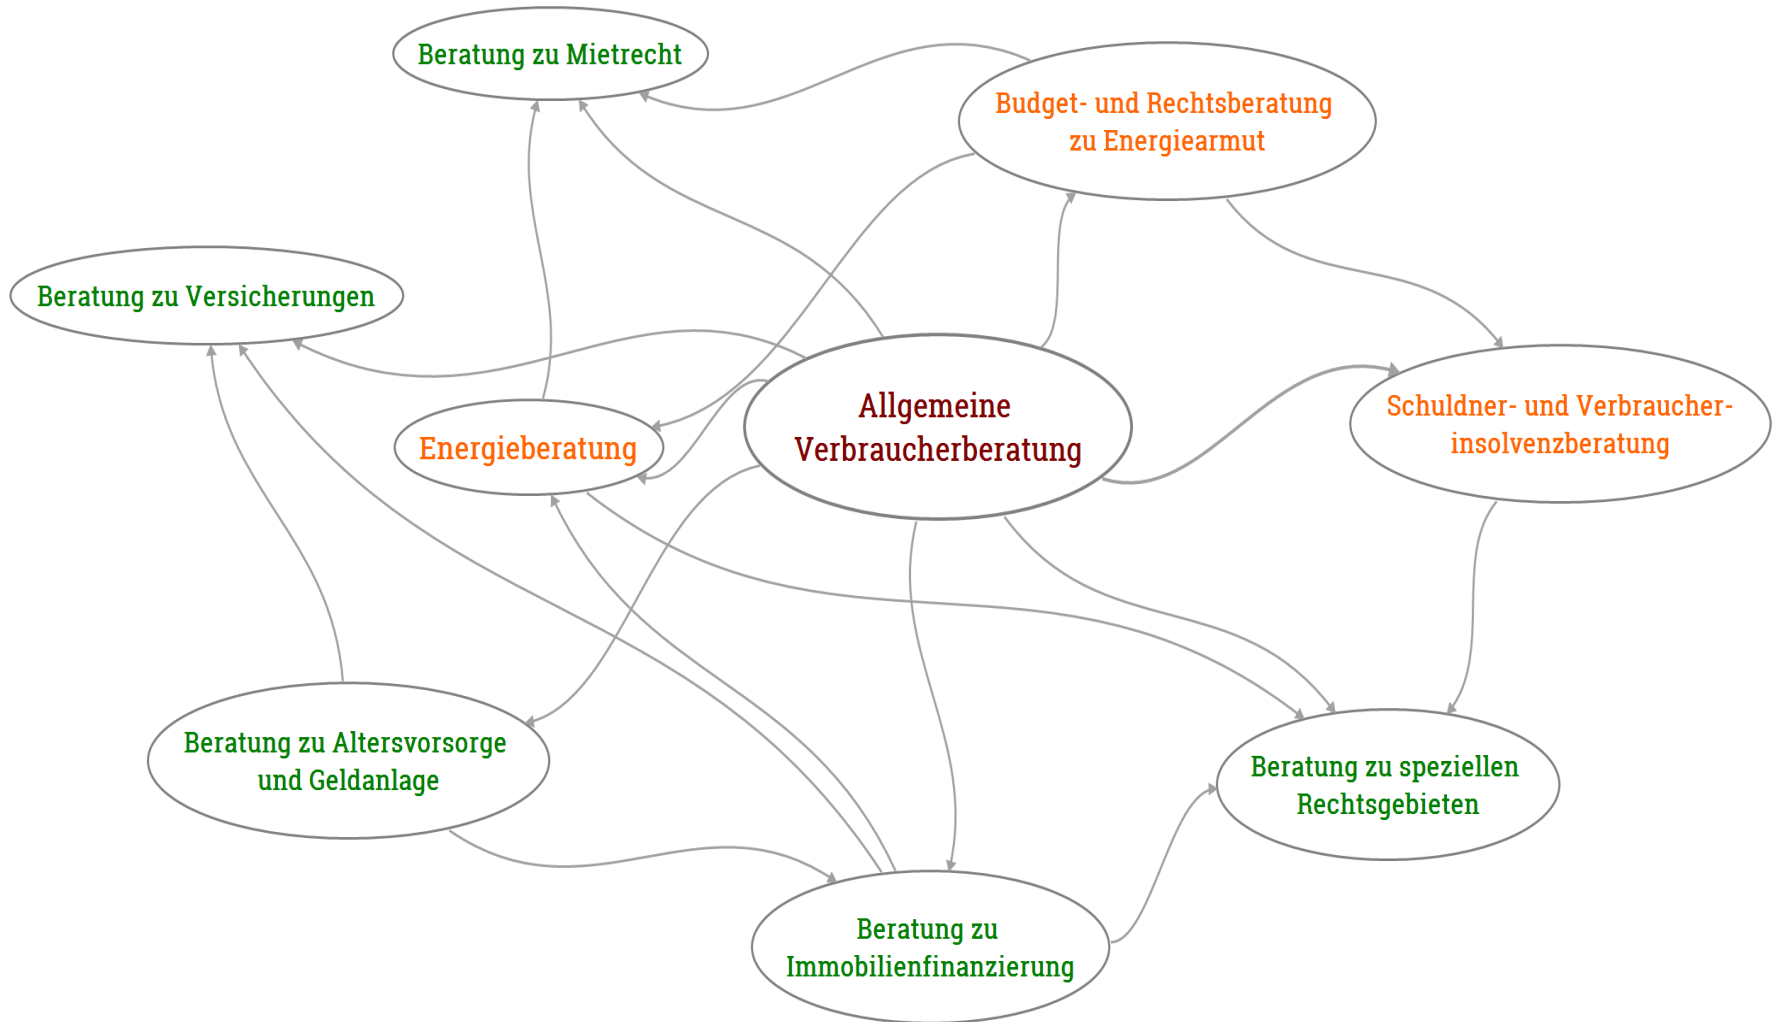 Beratung zu Mietrecht
Budget- und Rechtsberatung
zu Energiearmut
Beratung zu Versicherungen
Allgemeine
Verbraucherberatung
Schuldner- und Verbraucher-
insolvenzberatung
Energieberatung
Beratung zu Altersvorsorge
und Geldanlage
Beratung zu speziellen
Rechtsgebieten
Beratung zu
Immobilienfinanzierung